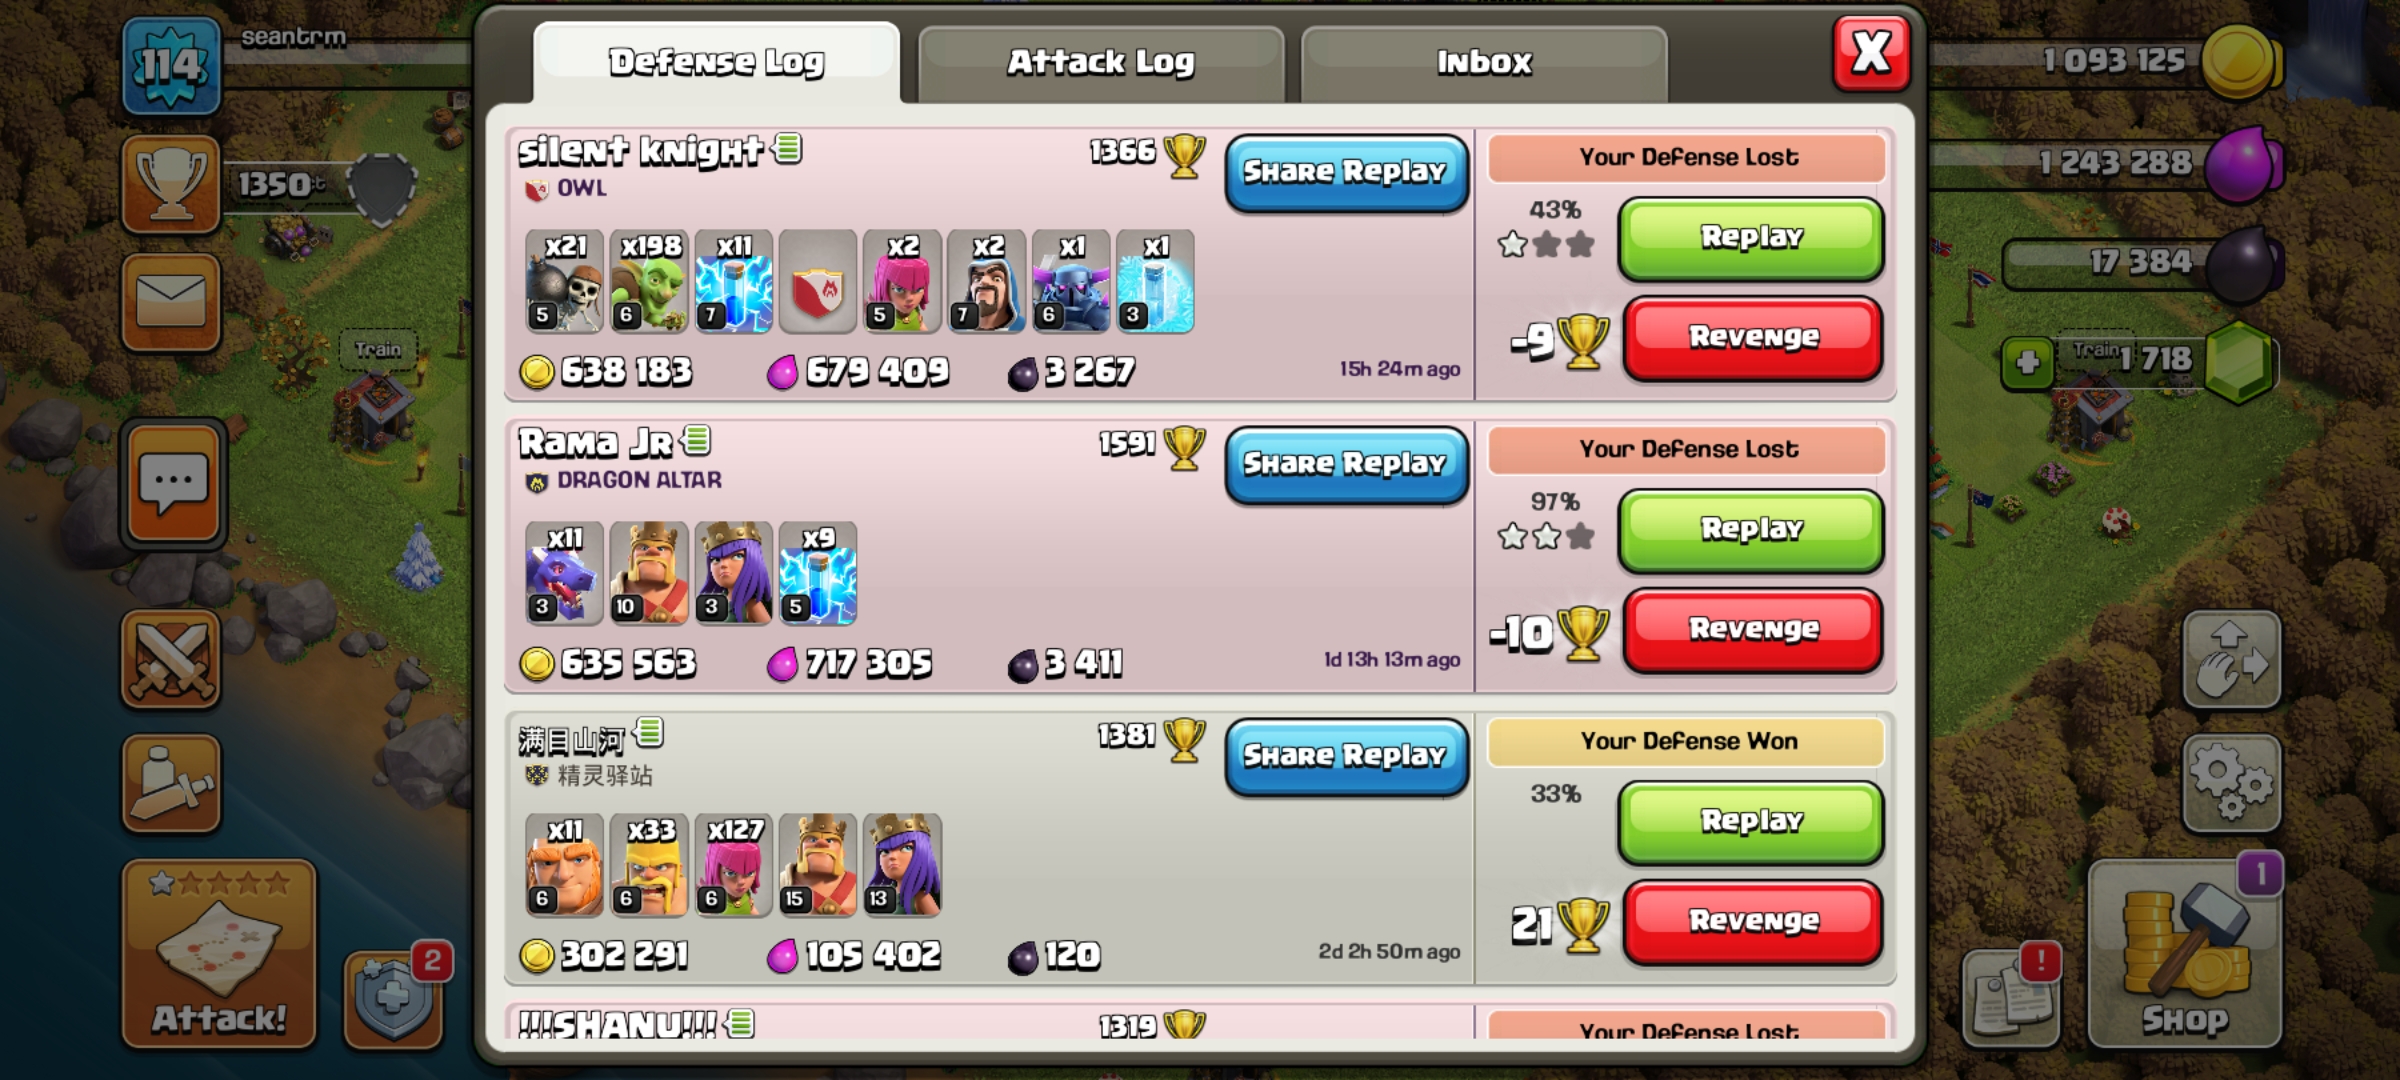 114
seantrm
1350
Train
Attack!
2
Defense Log
Attack Log
Inbox
X
silent knight
OWL
1366
Share Replay
Your Defense Lost
x21
x198
x11
x2
x2
x1
x1
5
6
7
5
7
6
3
43%
Replay
638 183
679 409
3 267
15h 24m ago
-9
Revenge
Rama Jr
DRAGON ALTAR
1591
Share Replay
Your Defense Lost
x11
x9
3
10
3
5
97%
Replay
635 563
717 305
3 411
1d 13h 13m ago
-10
Revenge
满目山河
精灵驿站
1381
Share Replay
Your Defense Won
x11
x33
x127
6
6
6
15
13
33%
Replay
302 291
105 402
120
2d 2h 50m ago
21
Revenge
!!!SHANU!!!
1319
Your Defense Lost
1 093 125
1 243 288
17 384
Train
1 718
1
!
Shop